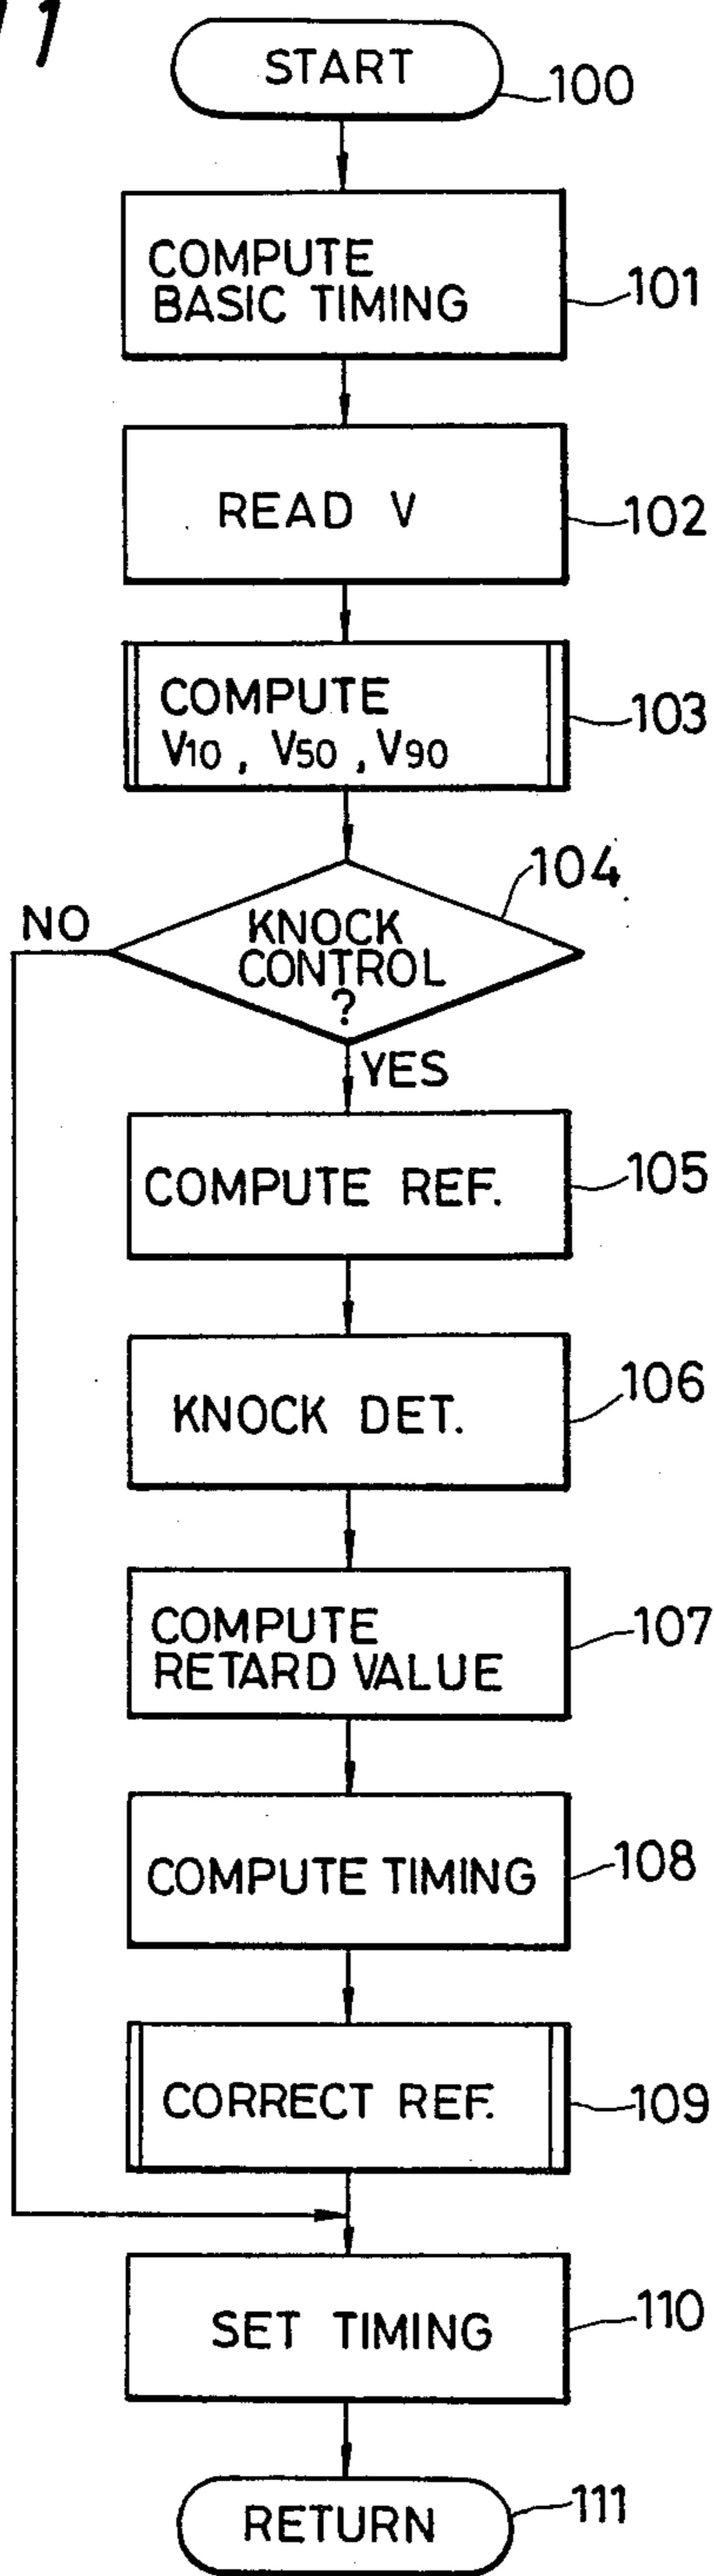 START
100
COMPUTE
BASIC TIMING
101
READ V
102
COMPUTE
V10, V50, V90
103
104
NO
KNOCK
CONTROL
?
YES
COMPUTE REF.
105
KNOCK DET.
106
COMPUTE
RETARD VALUE
107
COMPUTE TIMING
108
CORRECT REF.
109
SET TIMING
110
RETURN
111